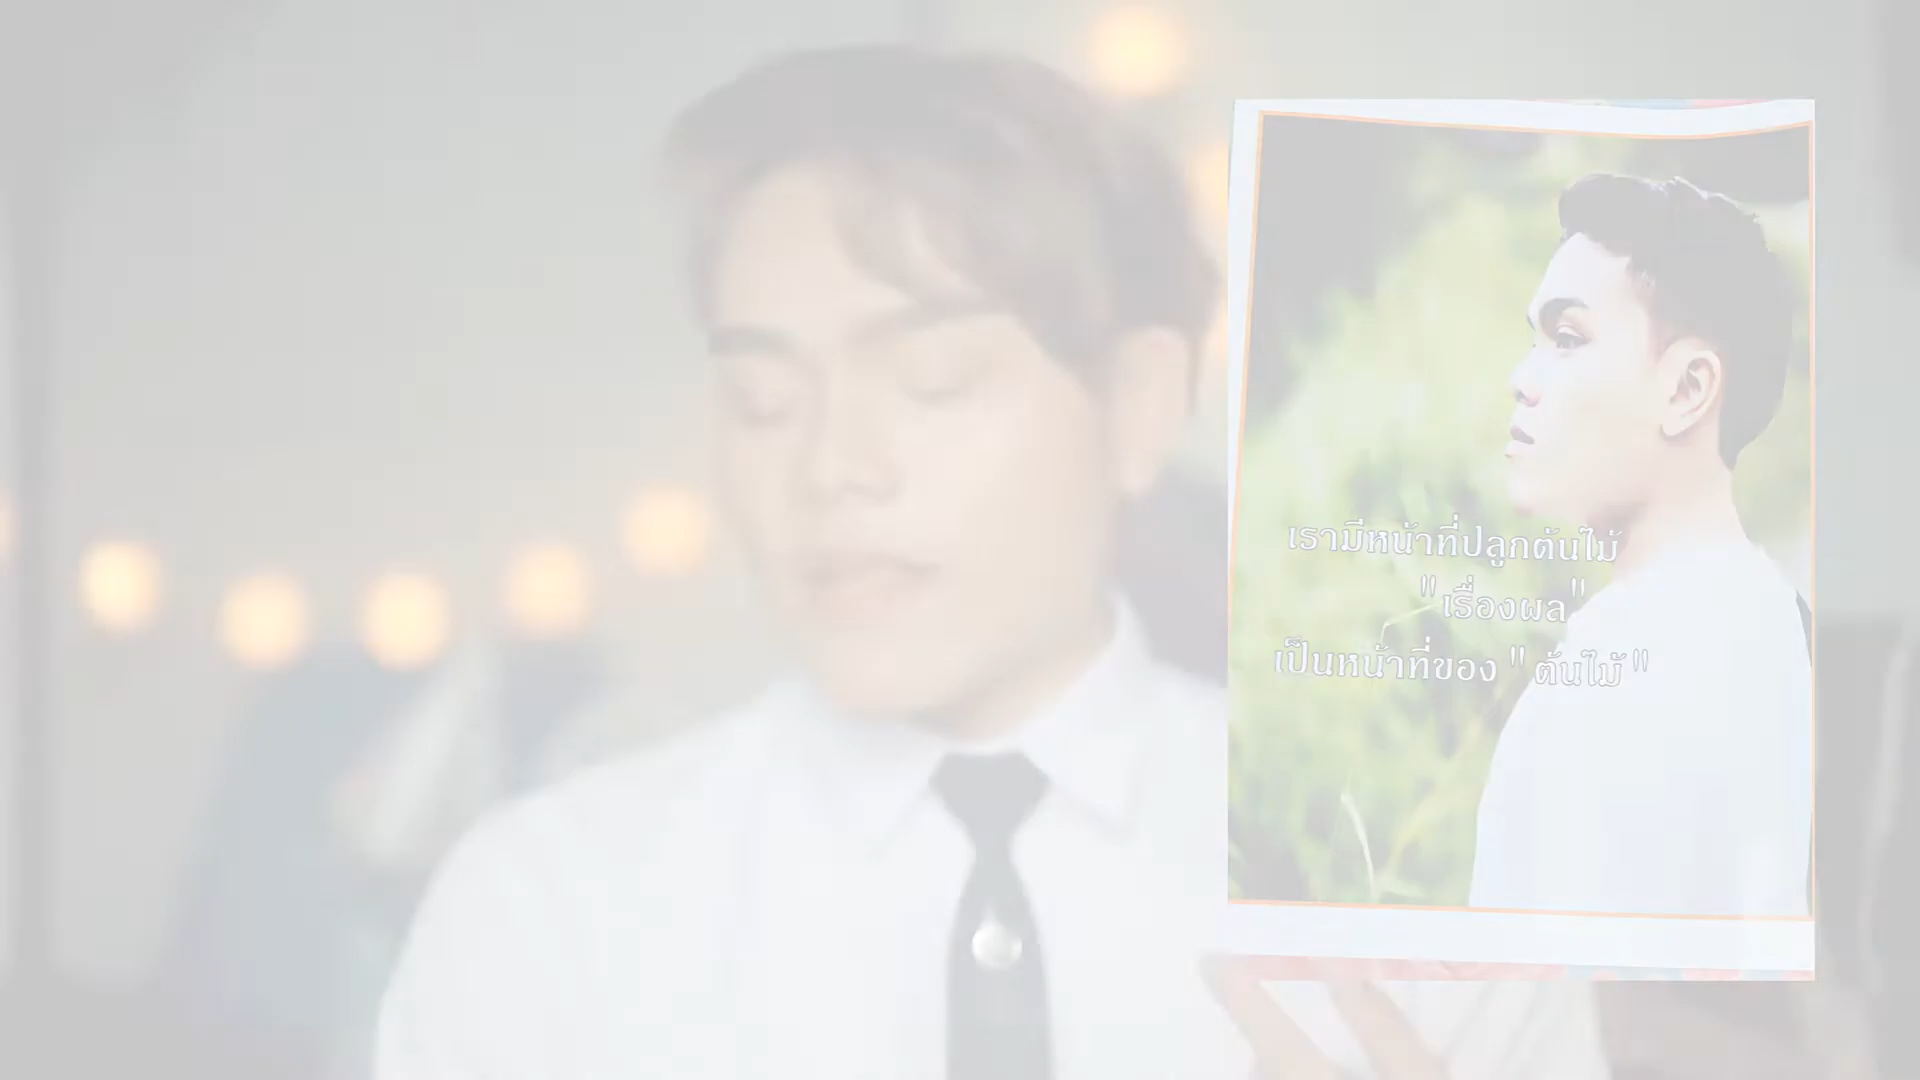 เรามีหน้าที่ปลูกต้นไม้
"เรื่องผล"
เป็นหน้าที่ของ "ต้นไม้"